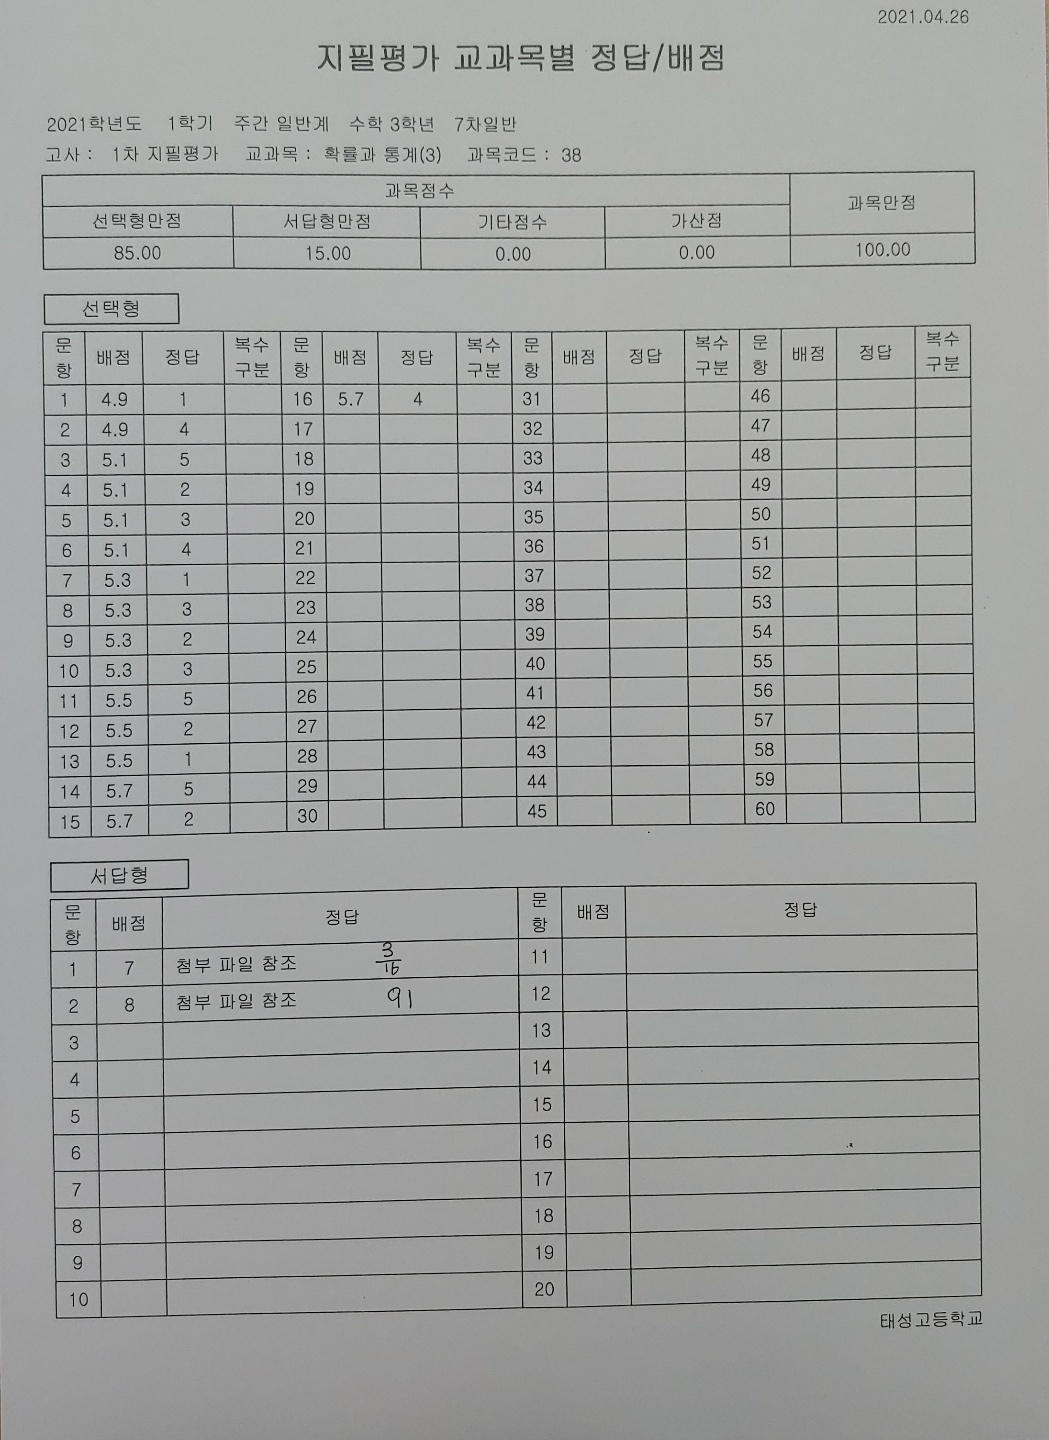 2021.04.26
지필평가 교과목별 정답/배점
2021학년도 1학기 주간 일반계 수학 3학년 7차일반
고사 : 1차 지필평가 교과목 : 확률과 통계(3) 과목코드 : 38
과목점수 과목만점
선택형만점 서답형만점 기타점수 가산점
85.00 15.00 0.00 0.00 100.00
선택형
문항 배점 정답 복수구분 문항 배점 정답 복수구분 문항 배점 정답 복수구분 문항 배점 정답 복수구분
1 4.9 1 16 5.7 4 31 46
2 4.9 4 17 32 47
3 5.1 5 18 33 48
4 5.1 2 19 34 49
5 5.1 3 20 35 50
6 5.1 4 21 36 51
7 5.3 1 22 37 52
8 5.3 3 23 38 53
9 5.3 2 24 39 54
10 5.3 3 25 40 55
11 5.5 5 26 41 56
12 5.5 2 27 42 57
13 5.5 1 28 43 58
14 5.7 5 29 44 59
15 5.7 2 30 45 60
서답형
문항 배점 정답 문항 배점 정답
1 7 첨부 파일 참조 3/16 11
2 8 첨부 파일 참조 91 12
3 13
4 14
5 15
6 16
7 17
8 18
9 19
10 20
태성고등학교